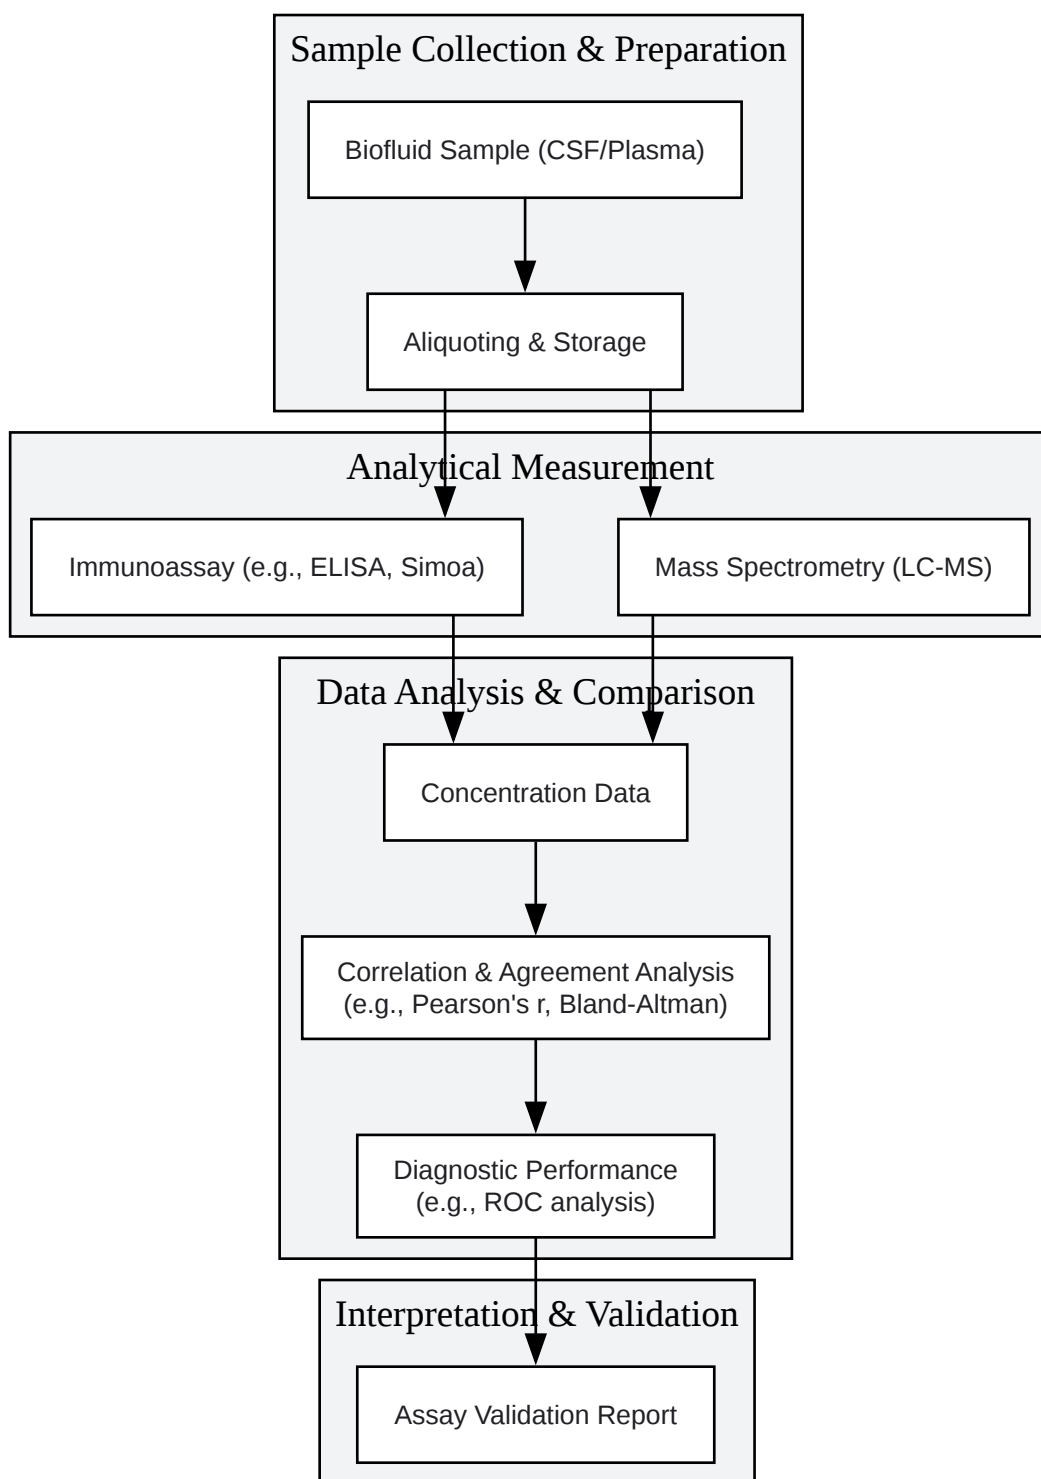 Sample Collection & Preparation
Biofluid Sample (CSF/Plasma)
Aliquoting & Storage
Analytical Measurement
Immunoassay (e.g., ELISA, Simoa)
Mass Spectrometry (LC-MS)
Data Analysis & Comparison
Concentration Data
Correlation & Agreement Analysis
(e.g., Pearson's r, Bland-Altman)
Diagnostic Performance
(e.g., ROC analysis)
Interpretation & Validation
Assay Validation Report